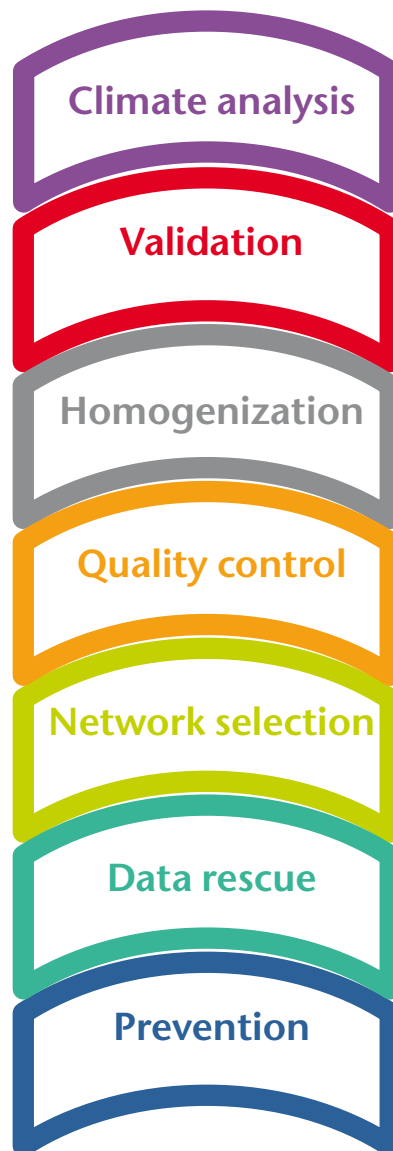 Climate analysis
Validation
Homogenization
Quality control
Network selection
Data rescue
Prevention